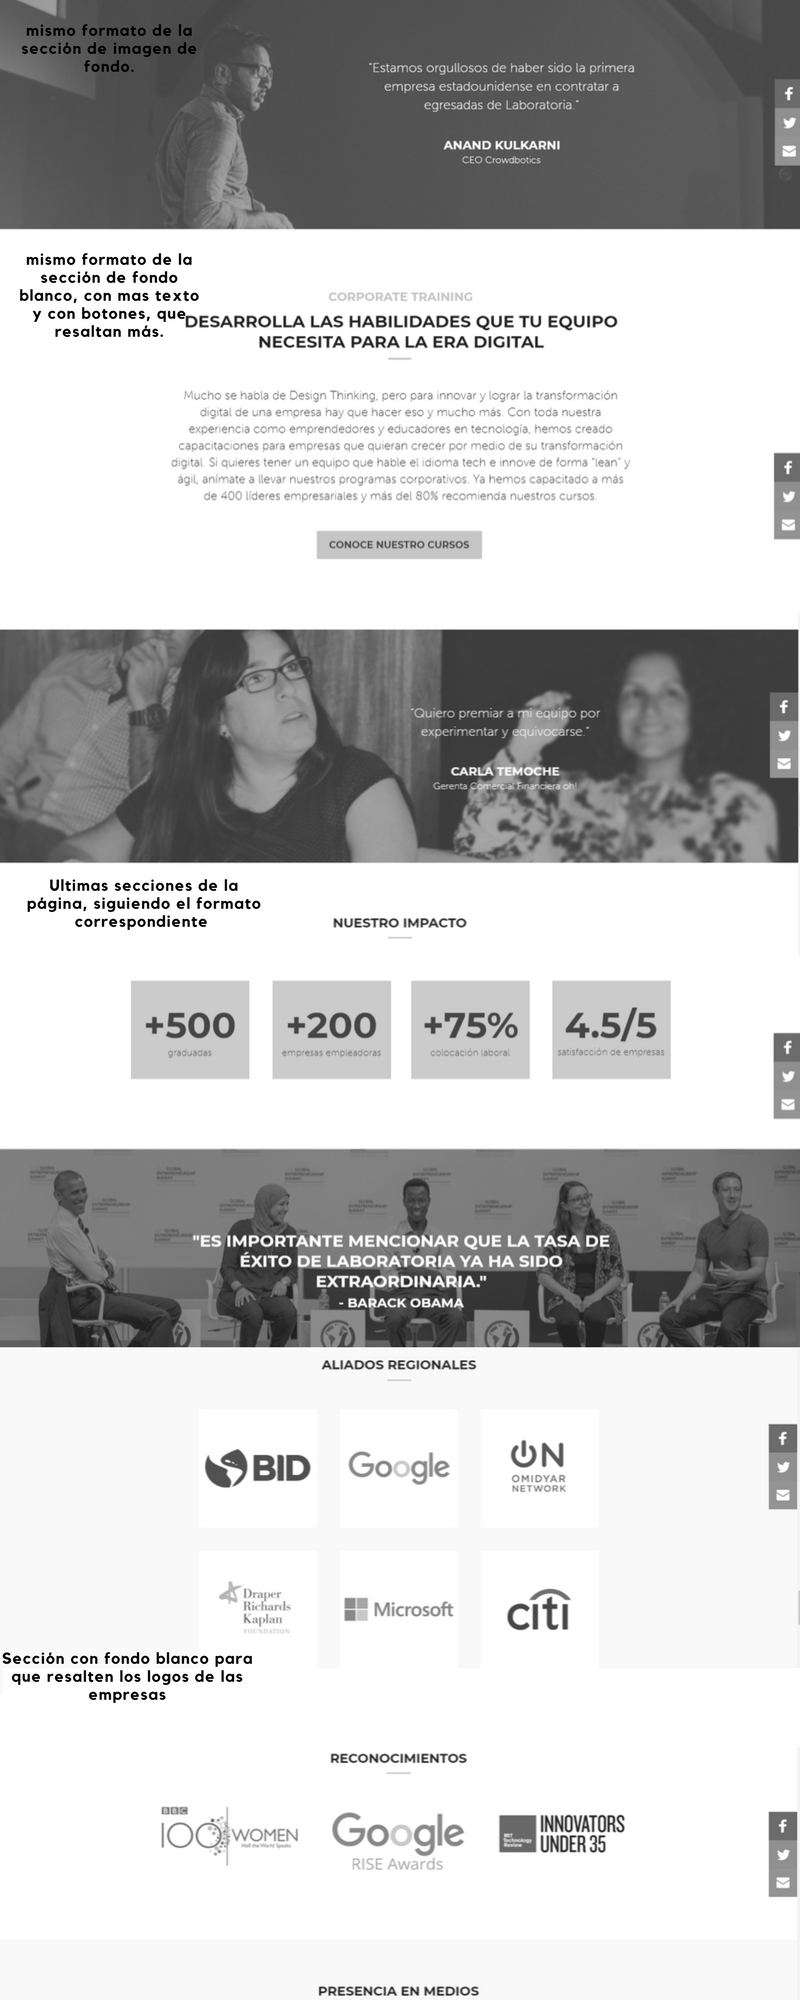 mismo formato de la
sección de imagen de
fondo.
"Estamos orgullosos de haber sido la primera
empresa estadounidense en contratar a
egresadas de Laboratoria."
ANAND KULKARNI
CEO Crowdbotics
mismo formato de la
sección de fondo
blanco, con mas texto
y con botones, que
resaltan más.
CORPORATE TRAINING
DESARROLLA LAS HABILIDADES QUE TU EQUIPO
NECESITA PARA LA ERA DIGITAL
Mucho se habla de Design Thinking, pero para innovar y lograr la transformación
digital de una empresa hay que hacer eso y mucho más. Con toda nuestra
experiencia como emprendedores y educadores en tecnología, hemos creado
capacitaciones para empresas que quieran crecer por medio de su transformación
digital. Si quieres tener un equipo que hable el idioma tech e innove de forma "lean" y
ágil, anímate a llevar nuestros programas corporativos. Ya hemos capacitado a más
de 400 líderes empresariales y más del 80% recomienda nuestros cursos.
CONOCE NUESTRO CURSOS
"Quiero premiar a mi equipo por
experimentar y equivocarse."
CARLA TEMOCHE
Gerenta Comercial Financiera oh!
Ultimas secciones de la
página, siguiendo el formato
correspondiente
NUESTRO IMPACTO
+500
graduadas
+200
empresas empleadoras
+75%
colocación laboral
4.5/5
satisfacción de empresas
"ES IMPORTANTE MENCIONAR QUE LA TASA DE
ÉXITO DE LABORATORIA YA HA SIDO
EXTRAORDINARIA."
- BARACK OBAMA
ALIADOS REGIONALES
BID
Google
ON
OMIDYAR
NETWORK
Draper
Richards
Kaplan
FOUNDATION
Microsoft
citi
Sección con fondo blanco para
que resalten los logos de las
empresas
RECONOCIMIENTOS
BBC
100 WOMEN
Half the World Speaks
Google
RISE Awards
MIT
Technology
Review
INNOVATORS
UNDER 35
PRESENCIA EN MEDIOS